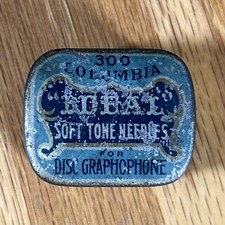 300
COLUMBIA
"IDEAL"
SOFT TONE NEEDLES
FOR
DISC GRAPHOPHONE